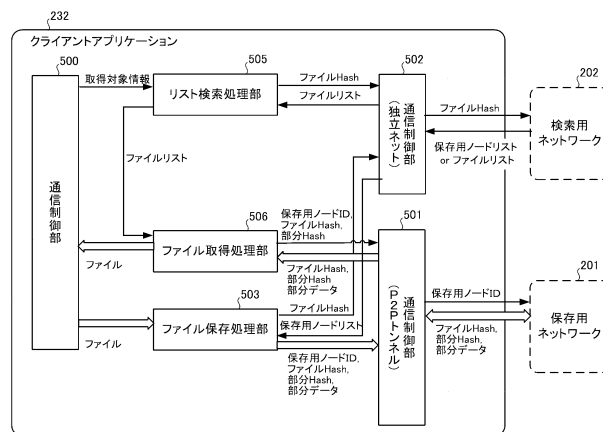 232
クライアントアプリケーション
500
取得対象情報
505
リスト検索処理部
ファイルHash
ファイルリスト
502
通信制御部
(独立ネット)
ファイルHash
保存用ノードリスト
or ファイルリスト
202
検索用
ネットワーク
ファイルリスト
通信制御部
506
ファイル取得処理部
保存用ノードID,
ファイルHash,
部分Hash
501
ファイル
ファイルHash,
部分Hash
部分データ
503
ファイル保存処理部
ファイルHash
保存用ノードリスト
通信制御部
(P2Pトンネル)
保存用ノードID
ファイルHash,
部分Hash,
部分データ
201
保存用
ネットワーク
ファイル
保存用ノードID,
ファイルHash,
部分Hash,
部分データ